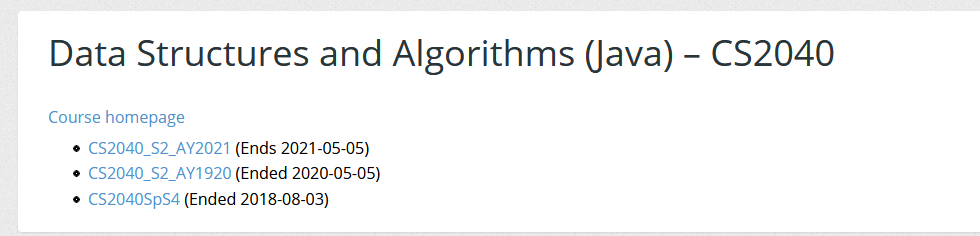 Data Structures and Algorithms (Java) – CS2040
Course homepage
CS2040_S2_AY2021 (Ends 2021-05-05)
CS2040_S2_AY1920 (Ended 2020-05-05)
CS2040SpS4 (Ended 2018-08-03)